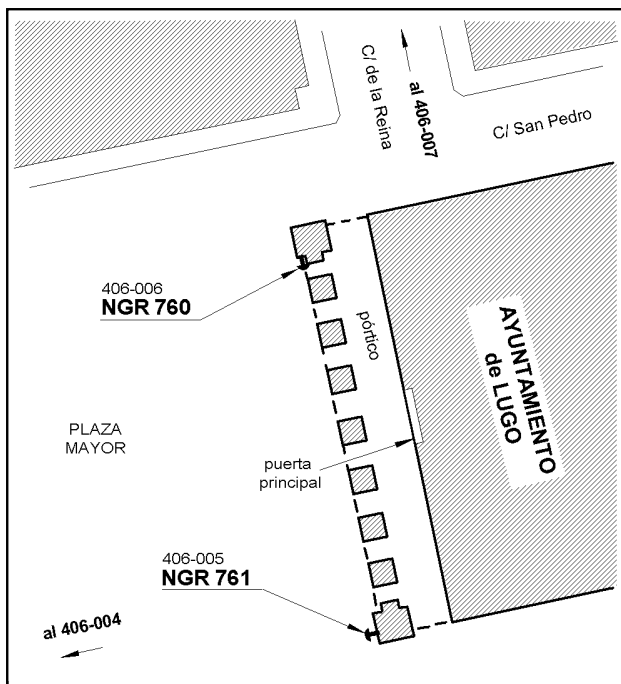 C/ de la Reina
al 406-007
C/ San Pedro
406-006
NGR 760
pórtico
AYUNTAMIENTO
de LUGO
PLAZA
MAYOR
puerta
principal
406-005
NGR 761
al 406-004